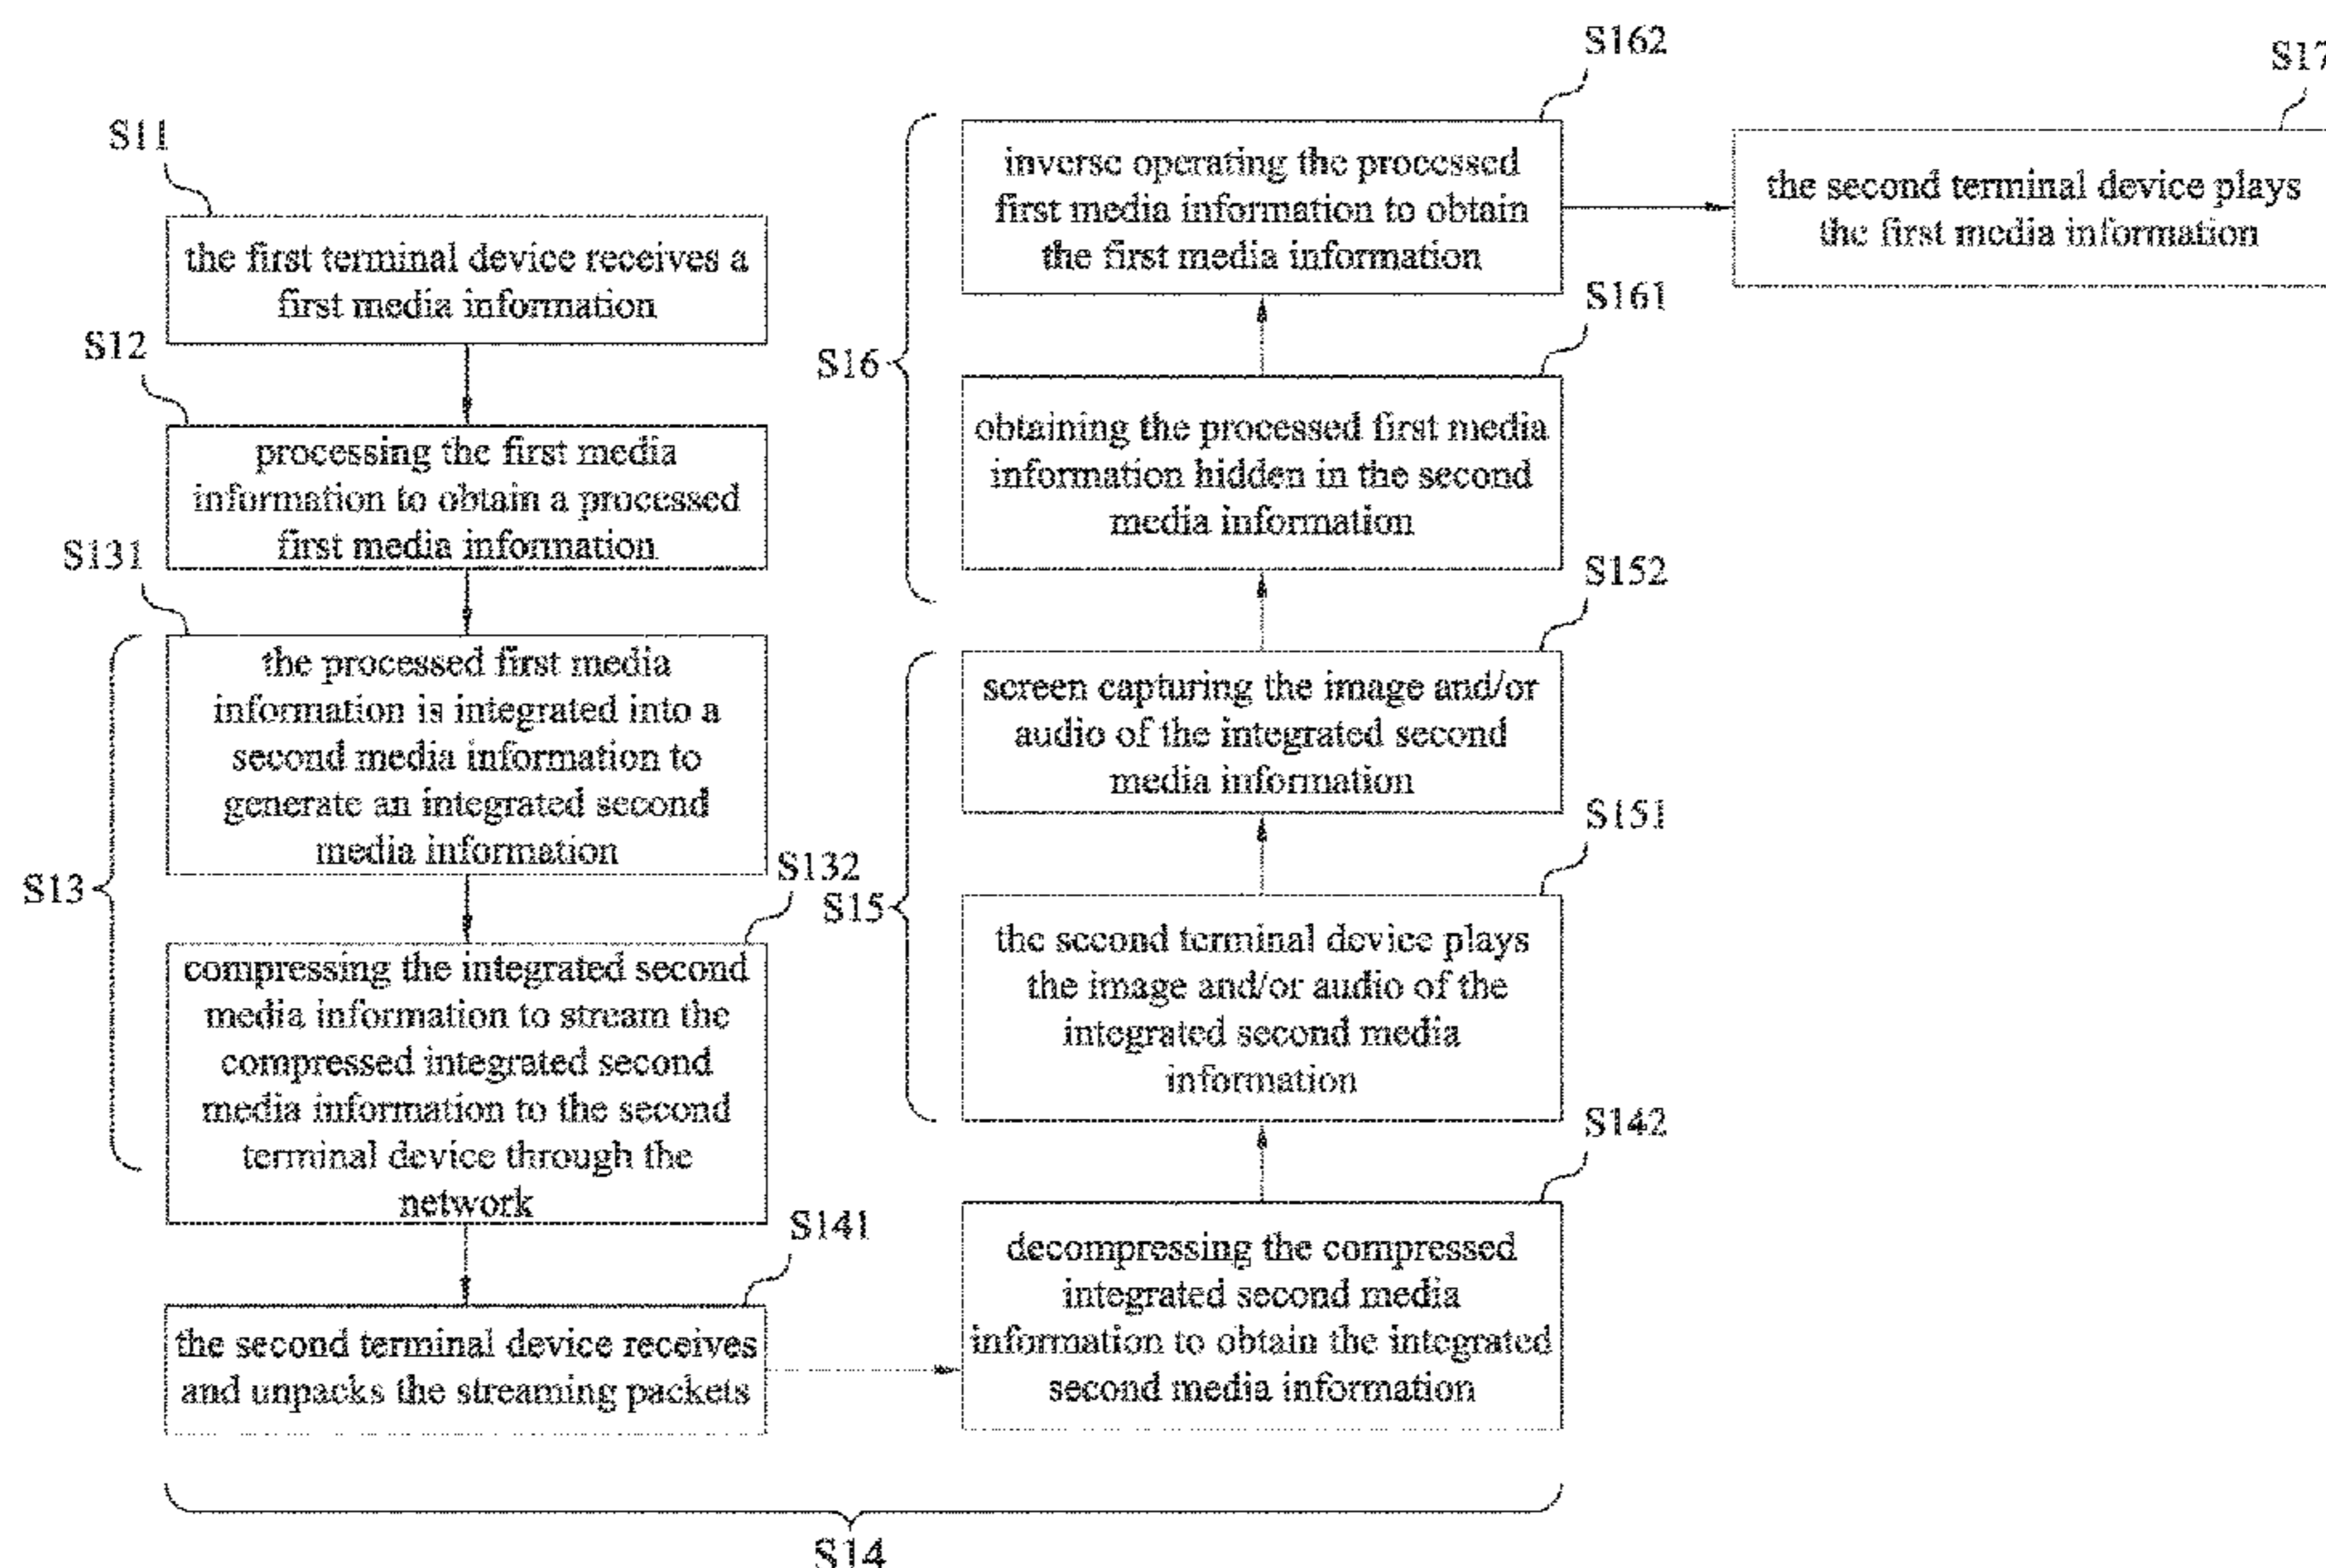 S11
the first terminal device receives a
first media information
S12
processing the first media
information to obtain a processed
first media information
S13
S131
the processed first media
information is integrated into a
second media information to
generate an integrated second
media information
S132
compressing the integrated second
media information to stream the
compressed integrated second
media information to the second
terminal device through the
network
S14
S141
the second terminal device receives
and unpacks the streaming packets
S142
decompressing the compressed
integrated second media
information to obtain the integrated
second media information
S15
S151
the second terminal device plays
the image and/or audio of the
integrated second media
information
S152
screen capturing the image and/or
audio of the integrated second
media information
S16
S161
obtaining the processed first media
information hidden in the second
media information
S162
inverse operating the processed
first media information to obtain
the first media information
S17
the second terminal device plays
the first media information